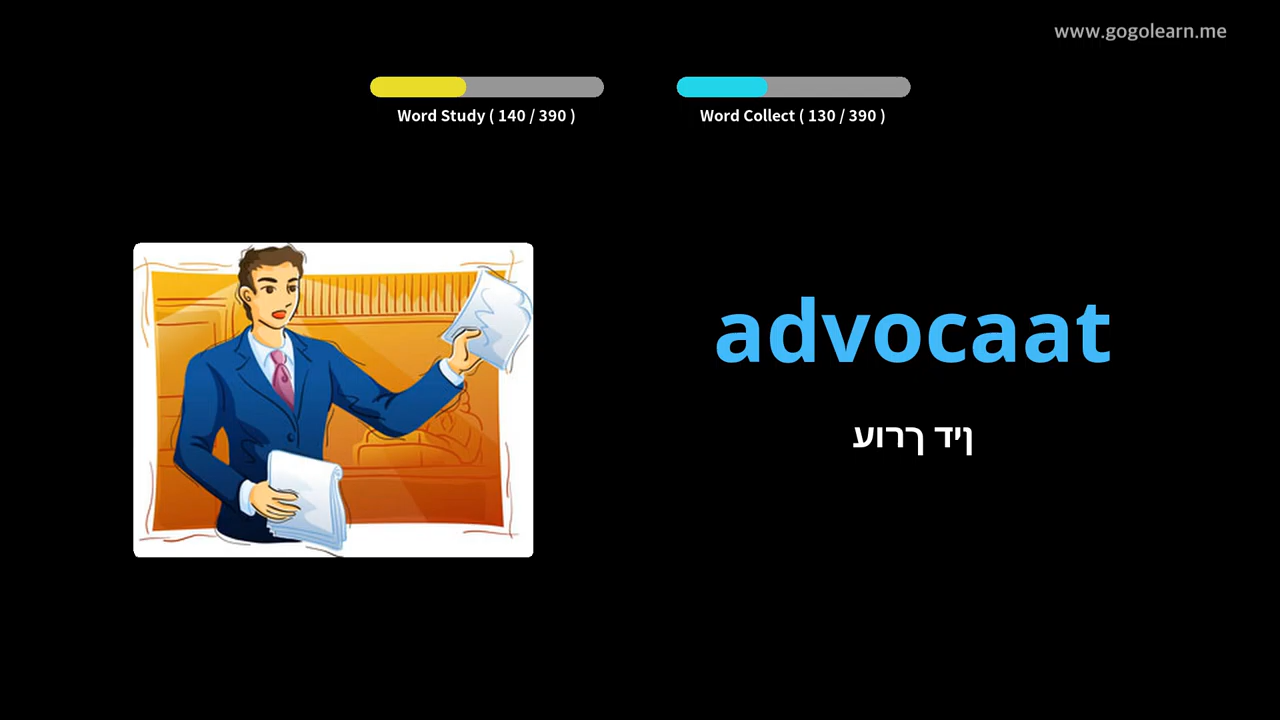 www.gogolearn.me
Word Study ( 140 / 390 )
Word Collect ( 130 / 390 )
advocaat
עורך דין